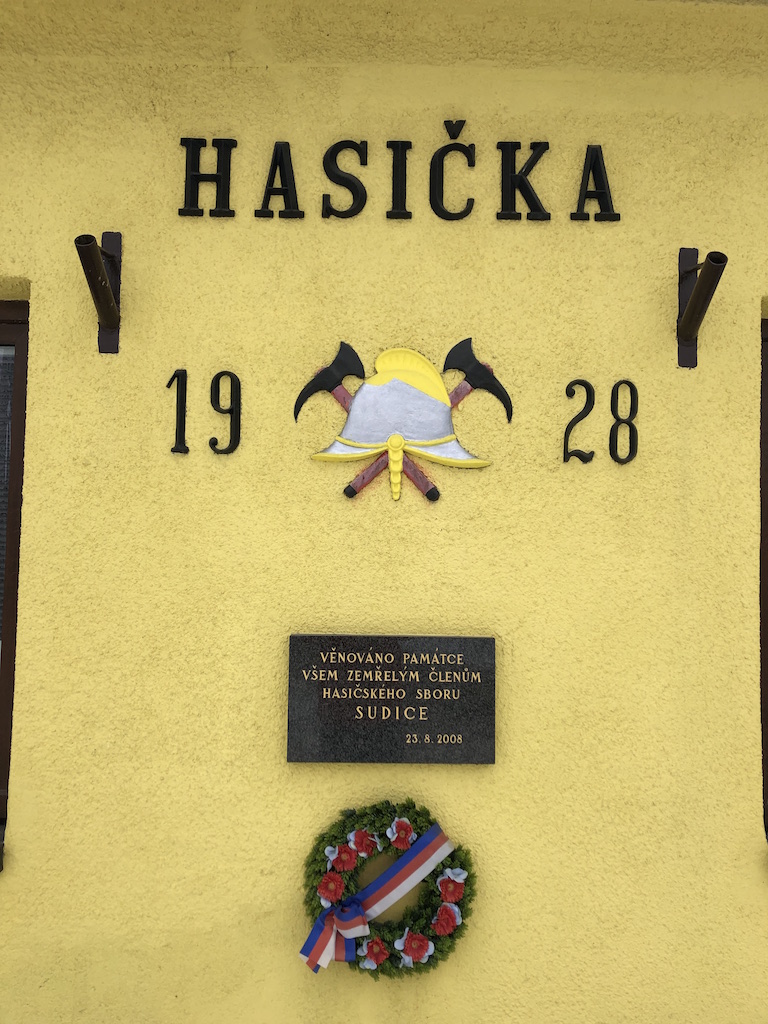 HASIČKA
19 28
VĚNOVÁNO PAMÁTCE
VŠEM ZEMŘELÝM ČLENŮM
HASIČSKÉHO SBORU
SUDICE
23. 8. 2008